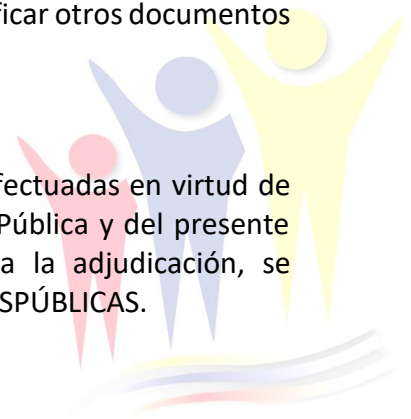 ficar otros documentos
fectuadas en virtud de
Pública y del presente
a la adjudicación, se
SPÚBLICAS.